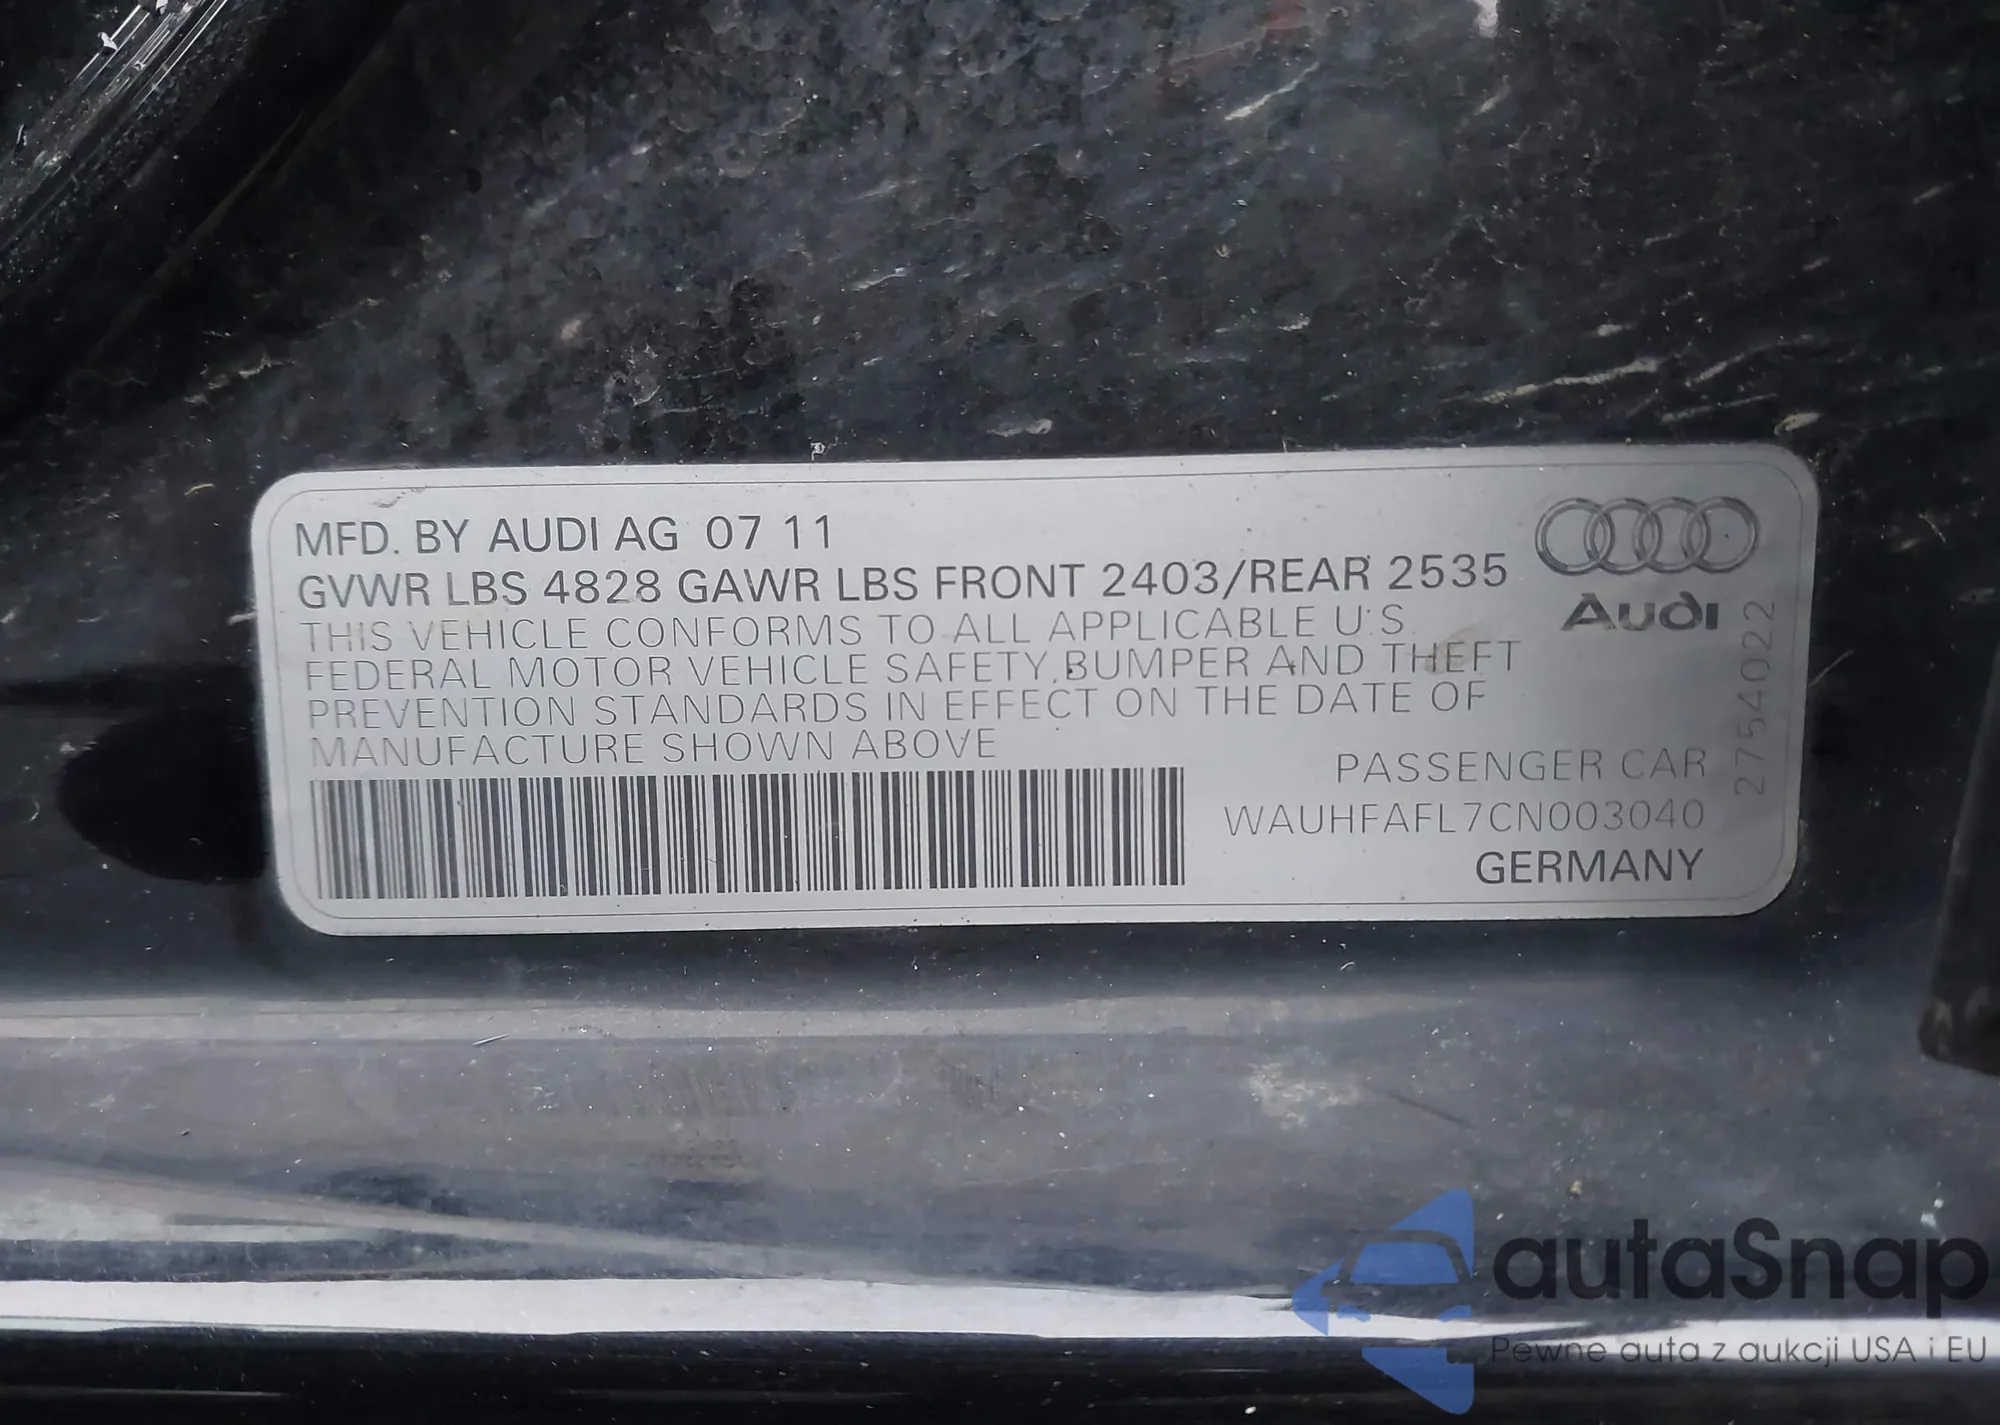 MFD. BY AUDI AG 07 11
GVWR LBS 4828 GAWR LBS FRONT 2403/REAR 2535
THIS VEHICLE CONFORMS TO ALL APPLICABLE U.S.
FEDERAL MOTOR VEHICLE SAFETY, BUMPER AND THEFT
PREVENTION STANDARDS IN EFFECT ON THE DATE OF
MANUFACTURE SHOWN ABOVE
Audi
2754022
PASSENGER CAR
WAUHFAFL7CN003040
GERMANY
autaSnap
Pewne auta z aukcji USA i EU